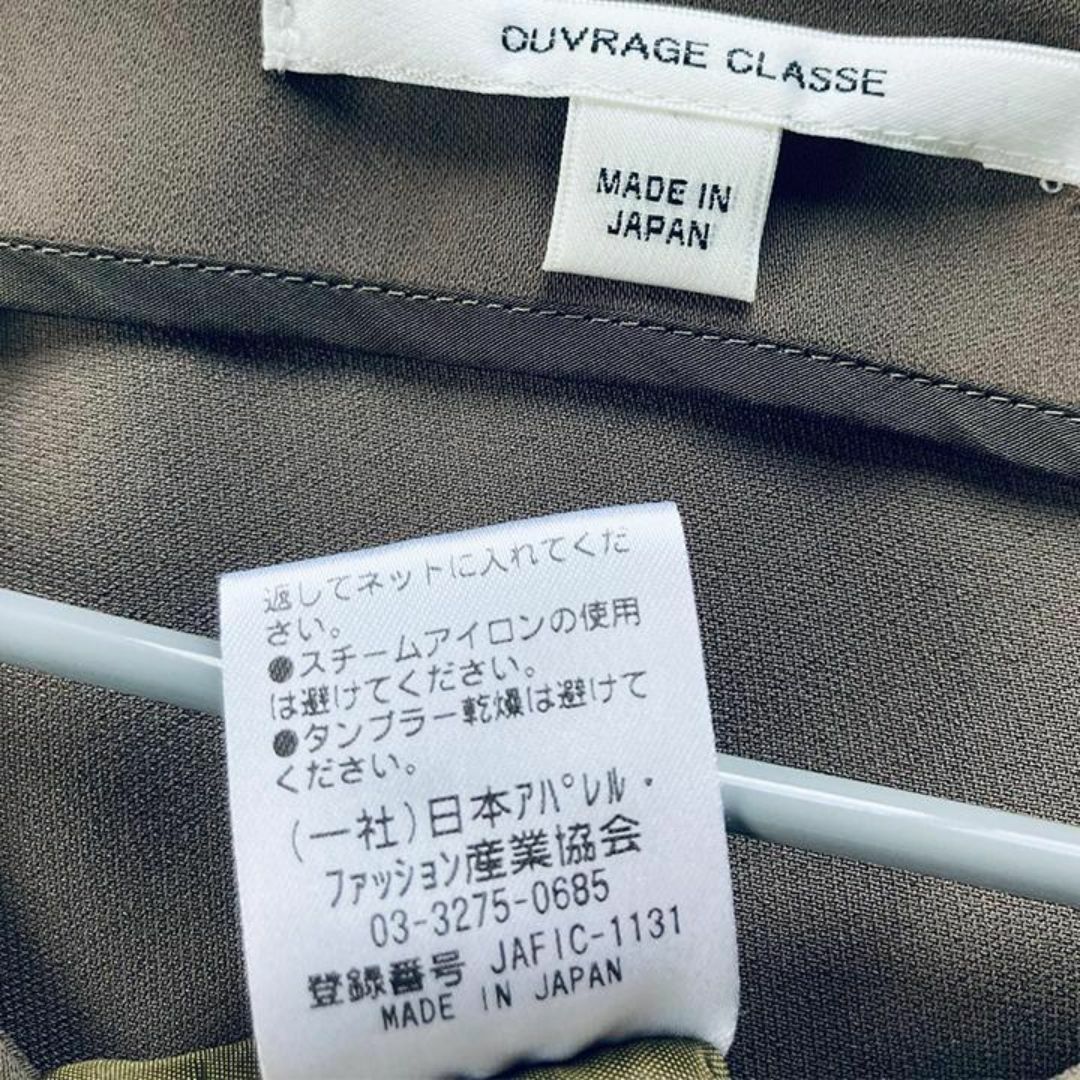 OUVRAGE CLASSE
MADE IN
JAPAN
返してネットに入れてくだ
さい。
●スチームアイロンの使用
は避けてください。
●タンブラー乾燥は避けて
ください。
(一社)日本ｱﾊﾟﾚﾙ・
ﾌｧｯｼｮﾝ産業協会
03-3275-0685
登録番号 JAFIC-1131
MADE IN JAPAN